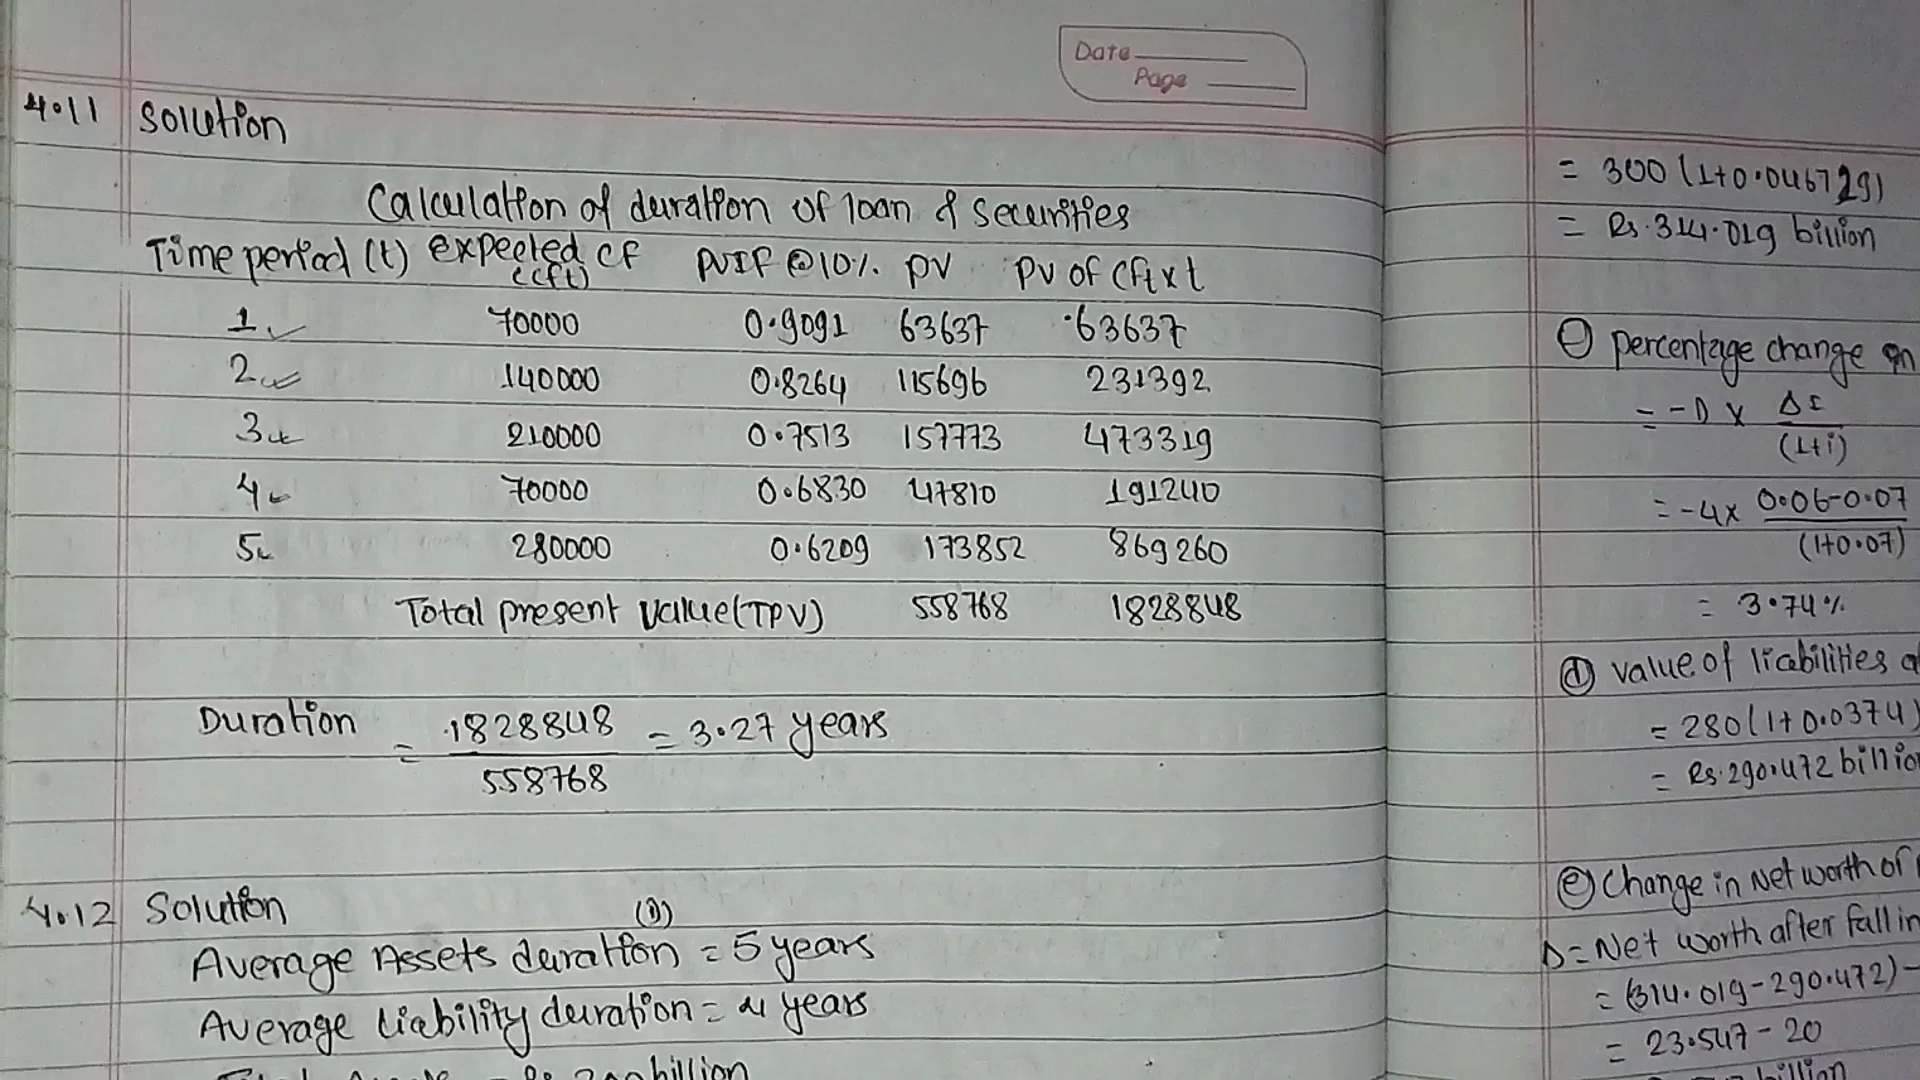 Date
Page
4.11 Solution
Calculation of duration of loan & securities
Time period (t) expected CF (cft) PVIF @10% PV PV of Cft x t
1 70000 0.9091 63637 63637
2 140000 0.8264 115696 231392
3 210000 0.7513 157773 473319
4 70000 0.6830 47810 191240
5 280000 0.6209 173852 869260
Total present value (TPV) 558768 1828848
Duration = 1828848 / 558768 = 3.27 years
4.12 Solution
(D)
Average Assets duration = 5 years
Average Liability duration = 4 years
billion
= 300 (1+0.046729)
= Rs. 314.019 billion
percentage change in
= -D x Δi / (1+i)
= -4x 0.06-0.07 / (1+0.07)
= 3.74%
(d) value of liabilities
= 280(1+0.0374)
= Rs. 290.472 billion
(e) Change in Net worth of
Δ = Net worth after fall in
= (314.019-290.472) -
= 23.547 - 20
billion